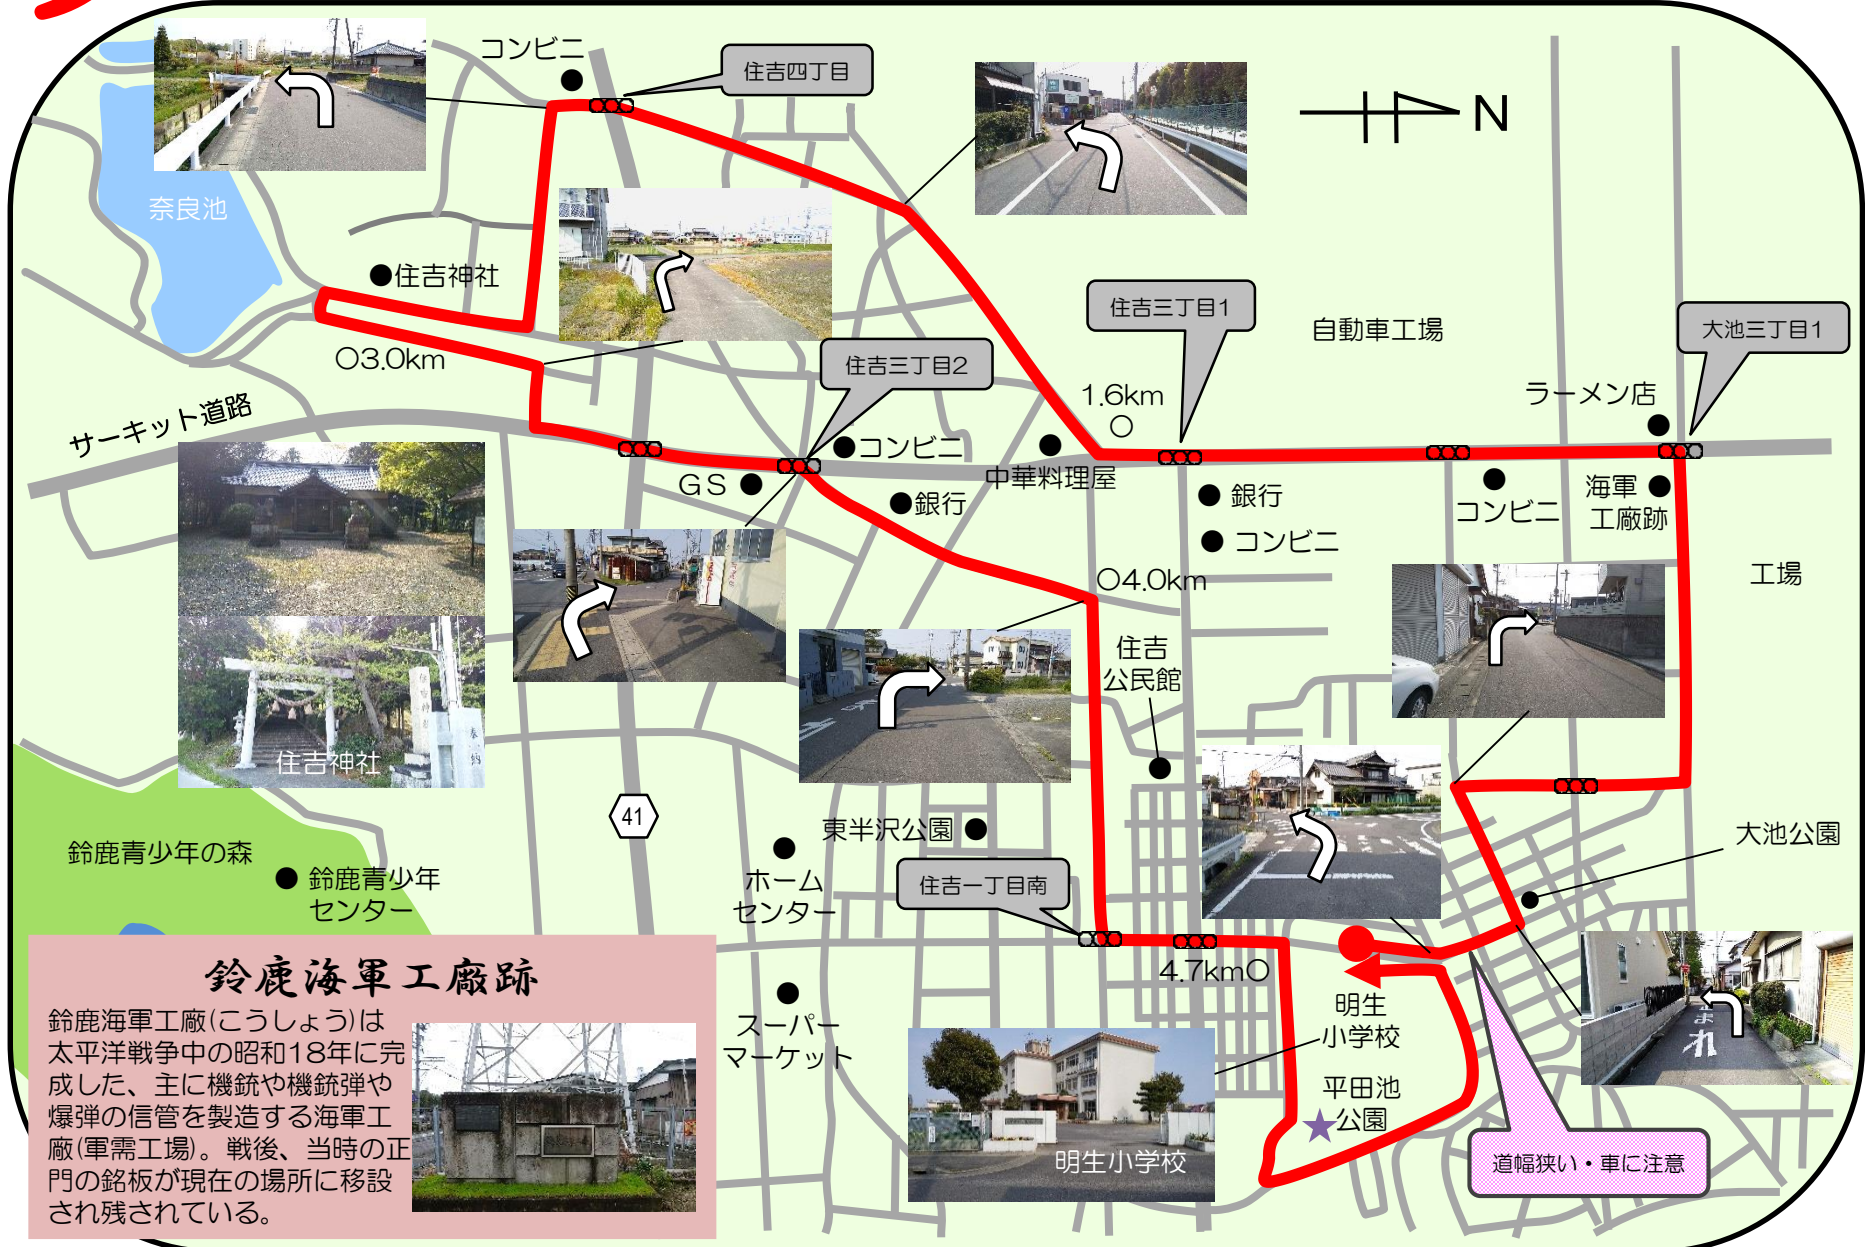 コンビニ
住吉四丁目
N
奈良池
住吉神社
住吉三丁目1
自動車工場
大池三丁目1
○3.0km
住吉三丁目2
1.6km
○
ラーメン店
サーキット道路
コンビニ
中華料理屋
GS
銀行
銀行
コンビニ
コンビニ
海軍
工廠跡
○4.0km
工場
住吉
公民館
住吉神社
41
東半沢公園
大池公園
鈴鹿青少年の森
鈴鹿青少年
センター
ホーム
センター
住吉一丁目南
4.7km○
スーパー
マーケット
明生
小学校
平田池
公園
明生小学校
止まれ
道幅狭い・車に注意
鈴鹿海軍工廠跡
鈴鹿海軍工廠(こうしょう)は
太平洋戦争中の昭和18年に完
成した、主に機銃や機銃弾や
爆弾の信管を製造する海軍工
廠(軍需工場)。戦後、当時の正
門の銘板が現在の場所に移設
され残されている。